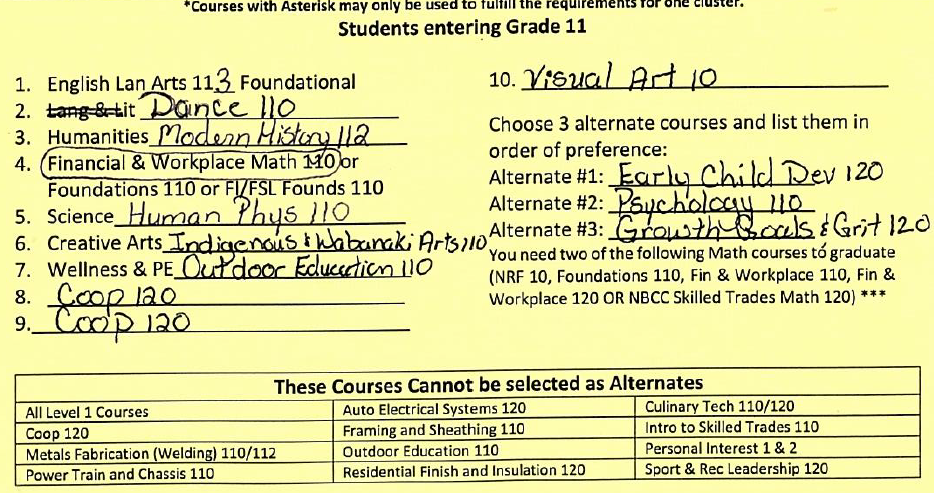 *Courses with Asterisk may only be used to fulfill the requirements for one cluster.
Students entering Grade 11
1. English Lan Arts 113 Foundational
2. Lang & Lit Dance 110
3. Humanities Modern History 112
4. Financial & Workplace Math 110 or
Foundations 110 or FI/FSL Founds 110
5. Science Human Phys 110
6. Creative Arts Indigenous & Wabanaki Arts 110
7. Wellness & PE Outdoor Education 110
8. Coop 120
9. Coop 120
10. Visual Art 10
Choose 3 alternate courses and list them in
order of preference:
Alternate #1: Early Child Dev 120
Alternate #2: Psychology 110
Alternate #3: Growth Goals & Grit 120
You need two of the following Math courses to graduate
(NRF 10, Foundations 110, Fin & Workplace 110, Fin &
Workplace 120 OR NBCC Skilled Trades Math 120) ***
These Courses Cannot be selected as Alternates
All Level 1 Courses Auto Electrical Systems 120 Culinary Tech 110/120
Coop 120 Framing and Sheathing 110 Intro to Skilled Trades 110
Metals Fabrication (Welding) 110/112 Outdoor Education 110 Personal Interest 1 & 2
Power Train and Chassis 110 Residential Finish and Insulation 120 Sport & Rec Leadership 120